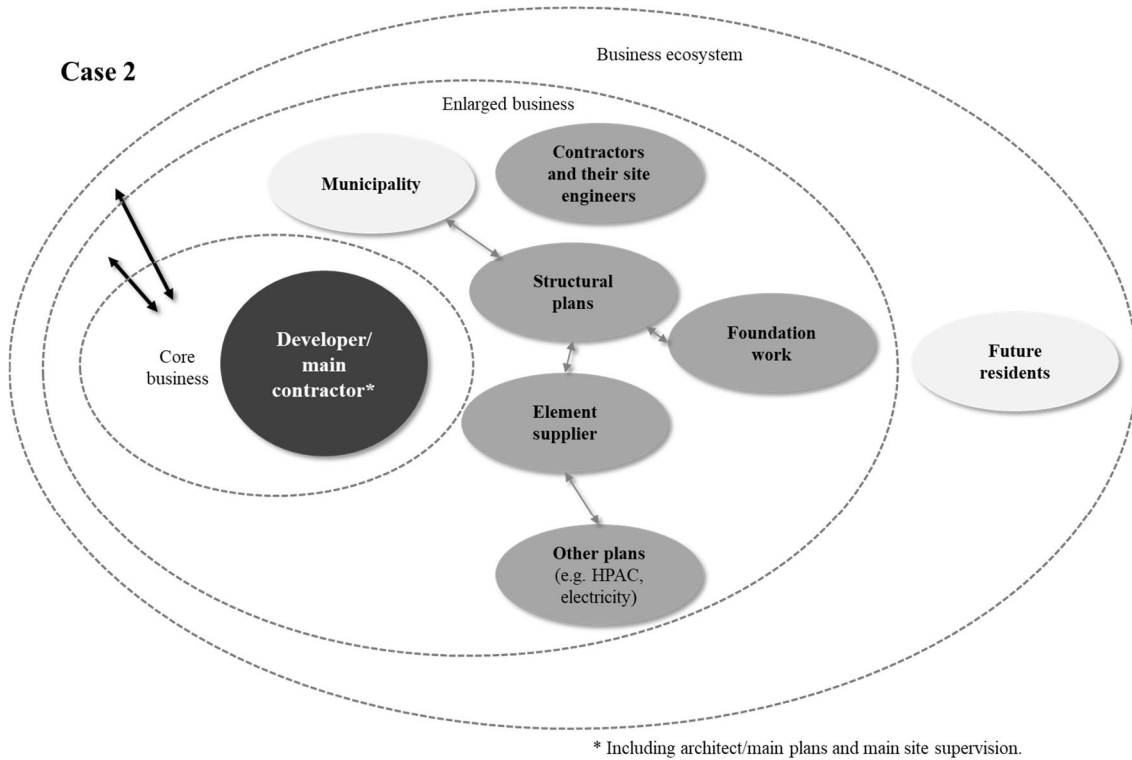 Case 2
Business ecosystem
Enlarged business
Contractors
and their site
engineers
Municipality
Structural
plans
Foundation
work
Developer/
main
contractor*
Core
business
Future
residents
Element
supplier
Other plans
(e.g. HPAC,
electricity)
* Including architect/main plans and main site supervision.